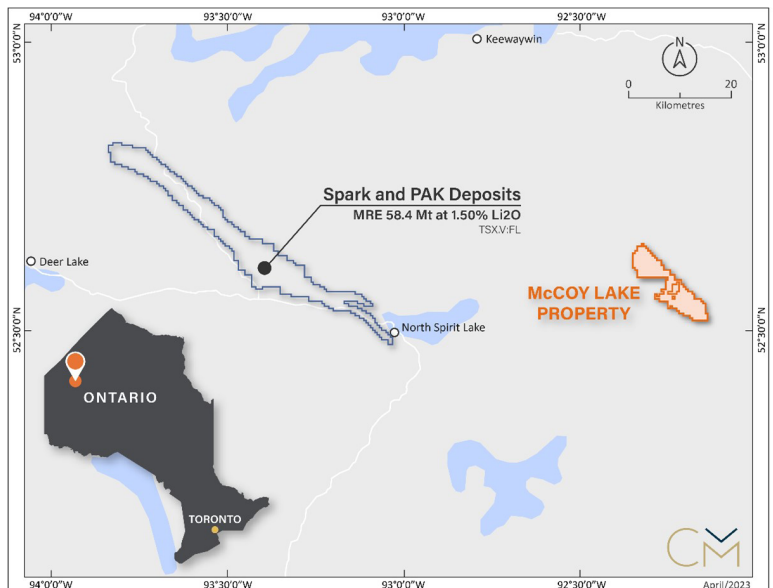 94°0'0"W
93°30'0"W
93°0'0"W
92°30'0"W
53°0'0"N
53°0'0"N
Keewaywin
N
0
20
Kilometres
Spark and PAK Deposits
MRE 58.4 Mt at 1.50% Li2O
TSX.V:FL
Deer Lake
McCOY LAKE
PROPERTY
North Spirit Lake
52°30'0"N
52°30'0"N
ONTARIO
TORONTO
CM
94°0'0"W
93°30'0"W
93°0'0"W
92°30'0"W
April/2023